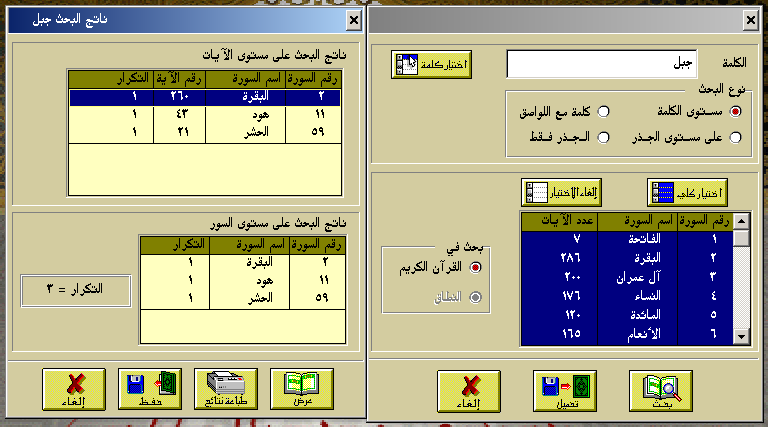 ناتج البحث جبل
ناتج البحث على مستوى الآيات
رقم السورة اسم السورة رقم الآية التكرار
٢ البقرة ٢٦٠ ١
١١ هود ٤٣ ١
٥٩ الحشر ٢١ ١
ناتج البحث على مستوى السور
رقم السورة اسم السورة التكرار
٢ البقرة ١
١١ هود ١
٥٩ الحشر ١
التكرار = ٣
عرض طباعة نتائج حفظ إلغاء
الكلمة جبل اختيار كلمة
نوع البحث
مستوى الكلمة كلمة مع اللواصق
على مستوى الجذر الجذر فقط
اختيار كلي إلغاء الاختيار
رقم السورة اسم السورة عدد الآيات
١ الفاتحة ٧
٢ البقرة ٢٨٦
٣ آل عمران ٢٠٠
٤ النساء ١٧٦
٥ المائدة ١٢٠
٦ الأنعام ١٦٥
بحث في
القرآن الكريم
النطاق
بحث تحميل إلغاء